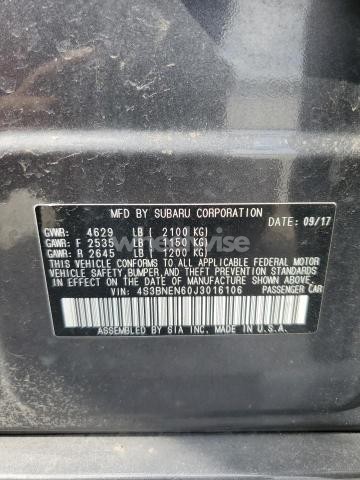 MFD BY SUBARU CORPORATION
DATE: 09/17
GVWR: 4629 LB ( 2100 KG)
GAWR: F 2535 LB ( 1150 KG)
GAWR: R 2645 LB ( 1200 KG)
THIS VEHICLE CONFORMS TO ALL APPLICABLE FEDERAL MOTOR
VEHICLE SAFETY, BUMPER, AND THEFT PREVENTION STANDARDS
IN EFFECT ON THE DATE OF MANUFACTURE SHOWN ABOVE.
VIN: 4S3BNEN60J3016106 PASSENGER CAR
ASSEMBLED BY SIA INC. MADE IN U.S.A.